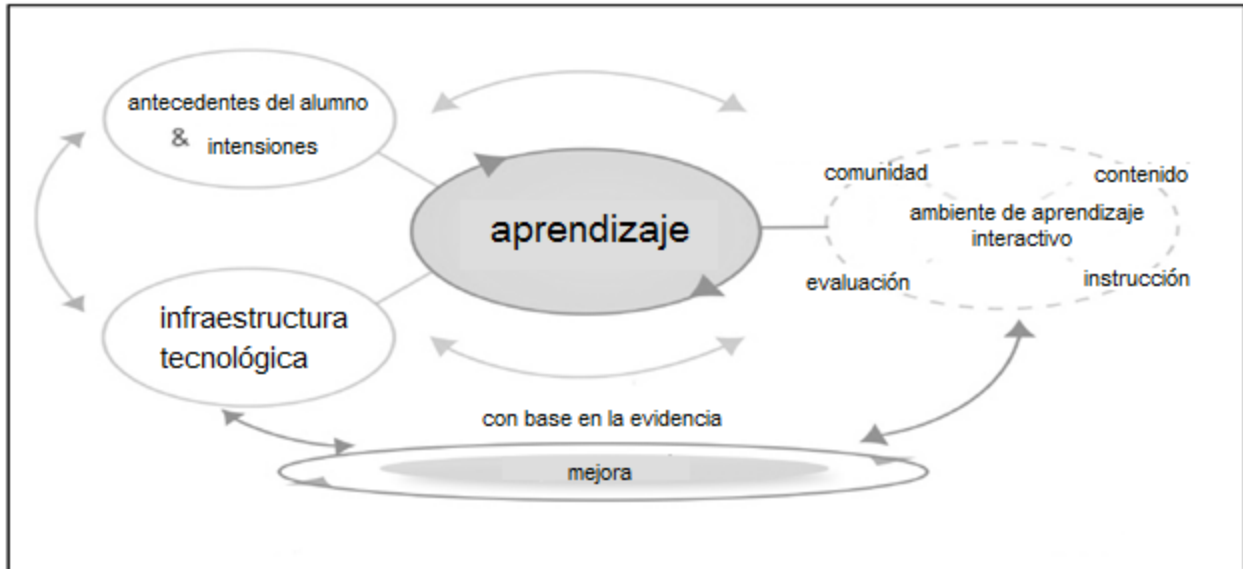 antecedentes del alumno
& intensiones
aprendizaje
infraestructura
tecnológica
comunidad
contenido
ambiente de aprendizaje
interactivo
evaluación
instrucción
con base en la evidencia
mejora